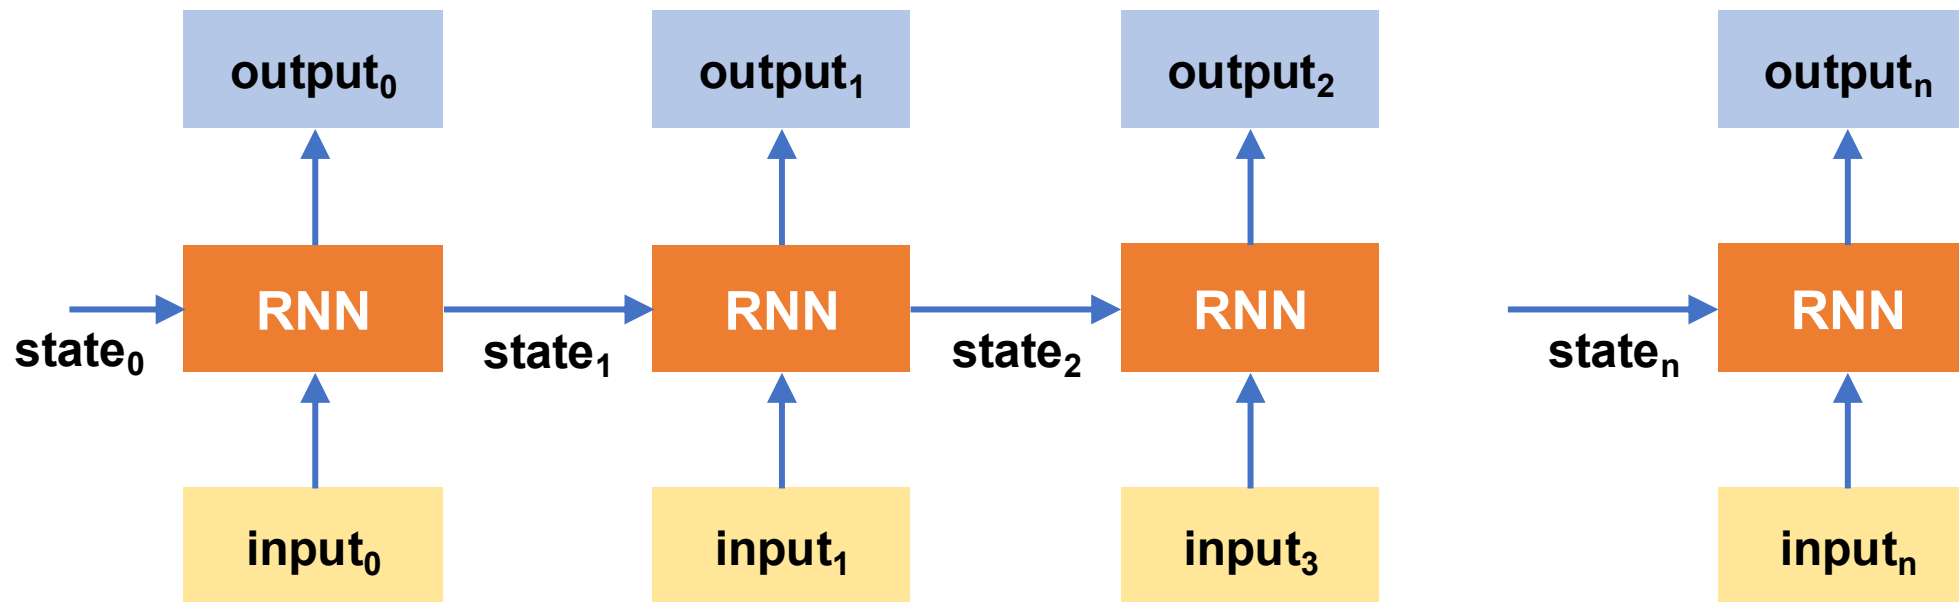 output₀ output₁ output₂ outputₙ
RNN RNN RNN RNN
state₀ state₁ state₂ stateₙ
input₀ input₁ input₃ inputₙ